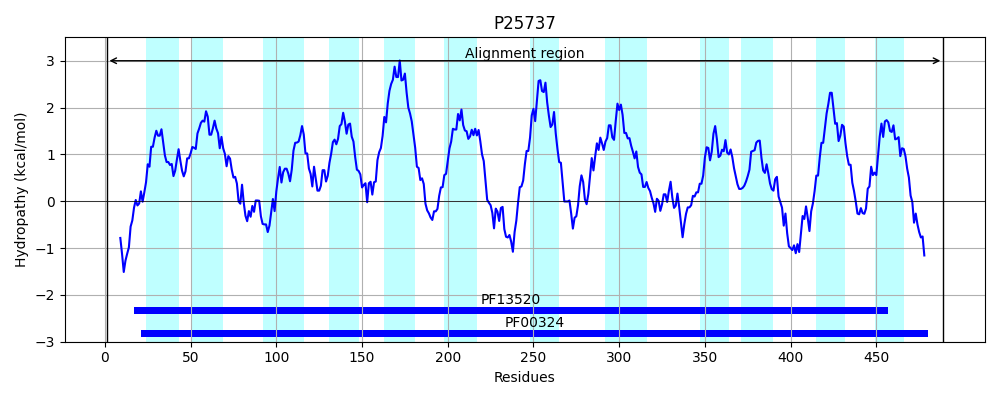 P25737
Alignment region
3
2
1
0
−1
−2
−3
Hydropathy (kcal/mol)
PF13520
PF00324
0 50 100 150 200 250 300 350 400 450
Residues